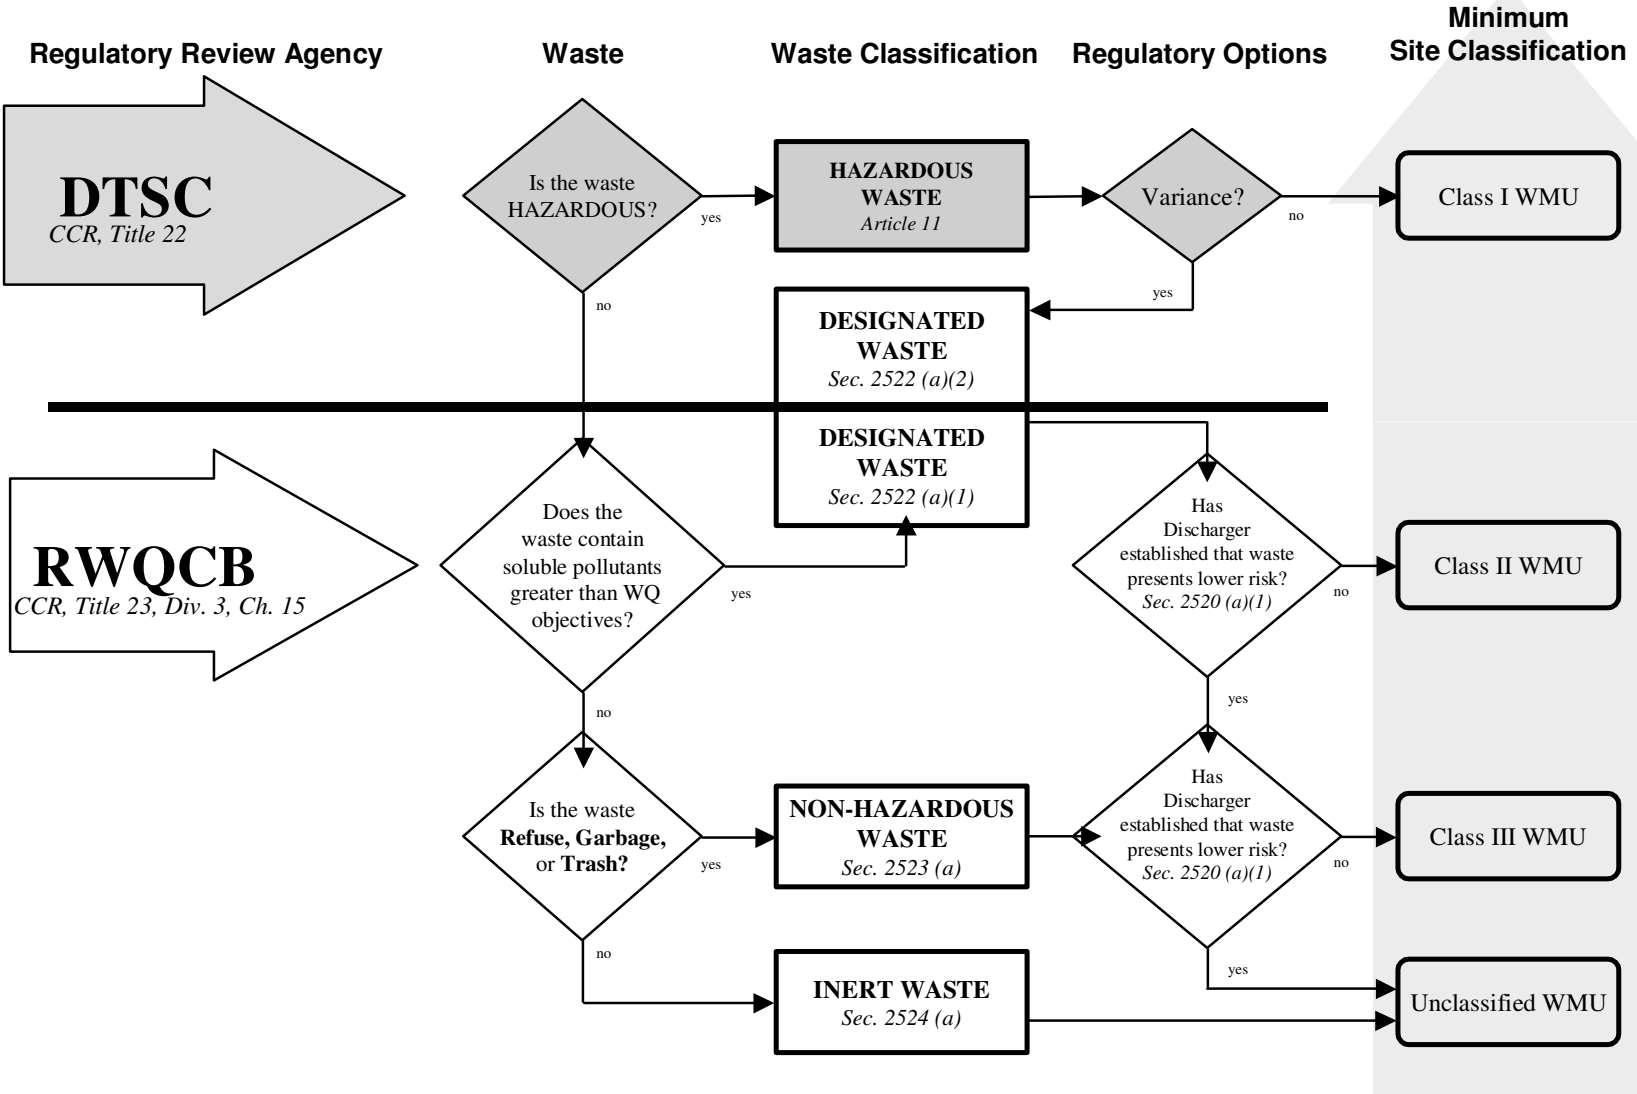 Regulatory Review Agency
Waste
Waste Classification
Regulatory Options
Minimum
Site Classification
DTSC
CCR, Title 22
Is the waste
HAZARDOUS?
yes
no
HAZARDOUS
WASTE
Article 11
Variance?
no
yes
Class I WMU
DESIGNATED
WASTE
Sec. 2522 (a)(2)
DESIGNATED
WASTE
Sec. 2522 (a)(1)
RWQCB
CCR, Title 23, Div. 3, Ch. 15
Does the
waste contain
soluble pollutants
greater than WQ
objectives?
yes
no
Has
Discharger
established that waste
presents lower risk?
Sec. 2520 (a)(1)
no
yes
Class II WMU
Is the waste
Refuse, Garbage,
or Trash?
yes
no
NON-HAZARDOUS
WASTE
Sec. 2523 (a)
Has
Discharger
established that waste
presents lower risk?
Sec. 2520 (a)(1)
no
yes
Class III WMU
INERT WASTE
Sec. 2524 (a)
Unclassified WMU